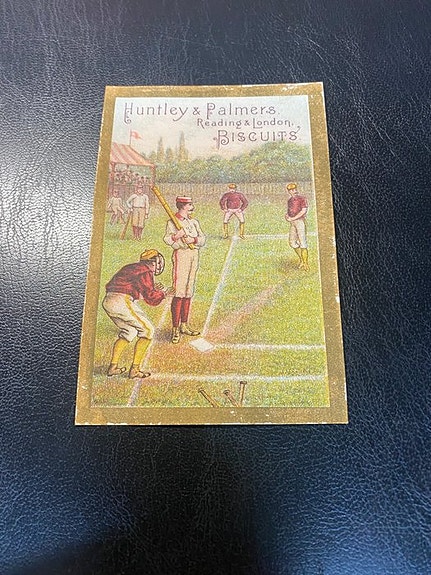 Huntley & Palmers.
Reading & London.
Biscuits.